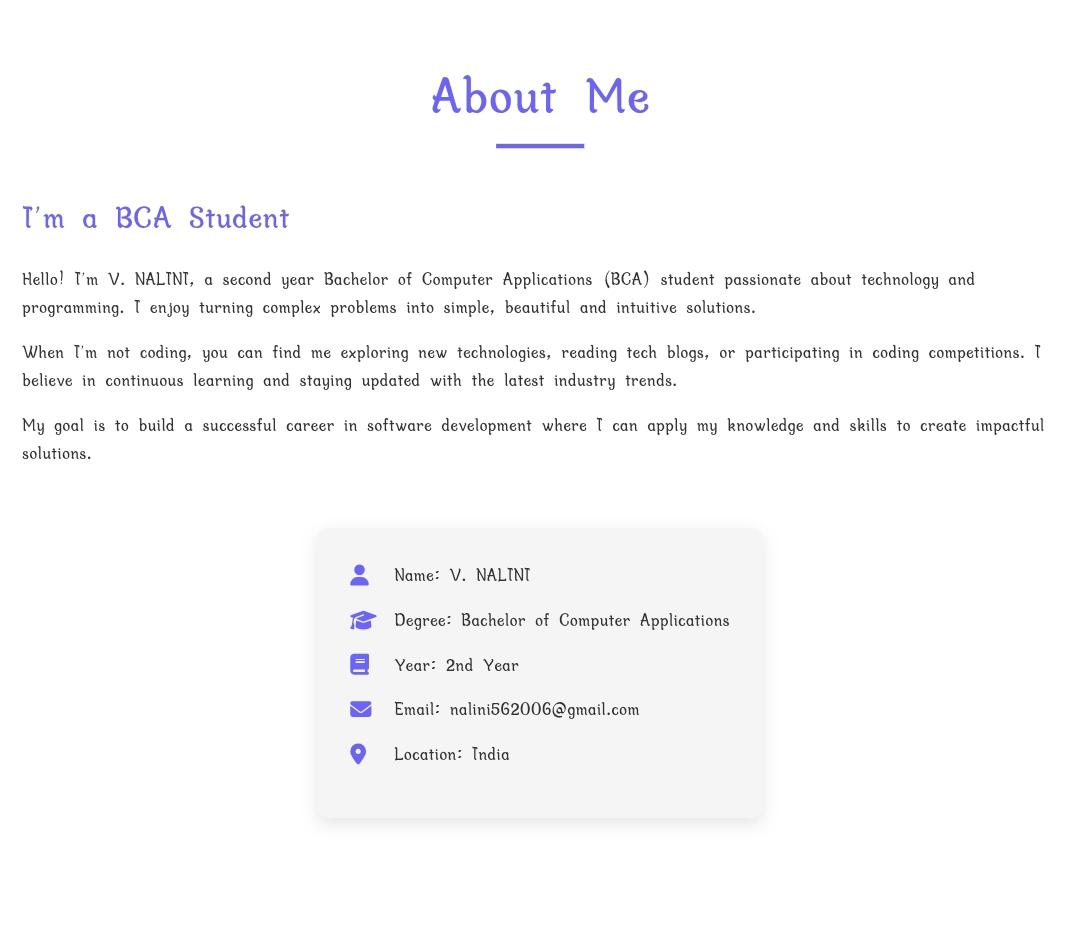 About Me
I'm a BCA Student
Hello! I'm V. NALINI, a second year Bachelor of Computer Applications (BCA) student passionate about technology and
programming. I enjoy turning complex problems into simple, beautiful and intuitive solutions.
When I'm not coding, you can find me exploring new technologies, reading tech blogs, or participating in coding competitions. I
believe in continuous learning and staying updated with the latest industry trends.
My goal is to build a successful career in software development where I can apply my knowledge and skills to create impactful
solutions.
Name: V. NALINI
Degree: Bachelor of Computer Applications
Year: 2nd Year
Email: nalini562006@gmail.com
Location: India